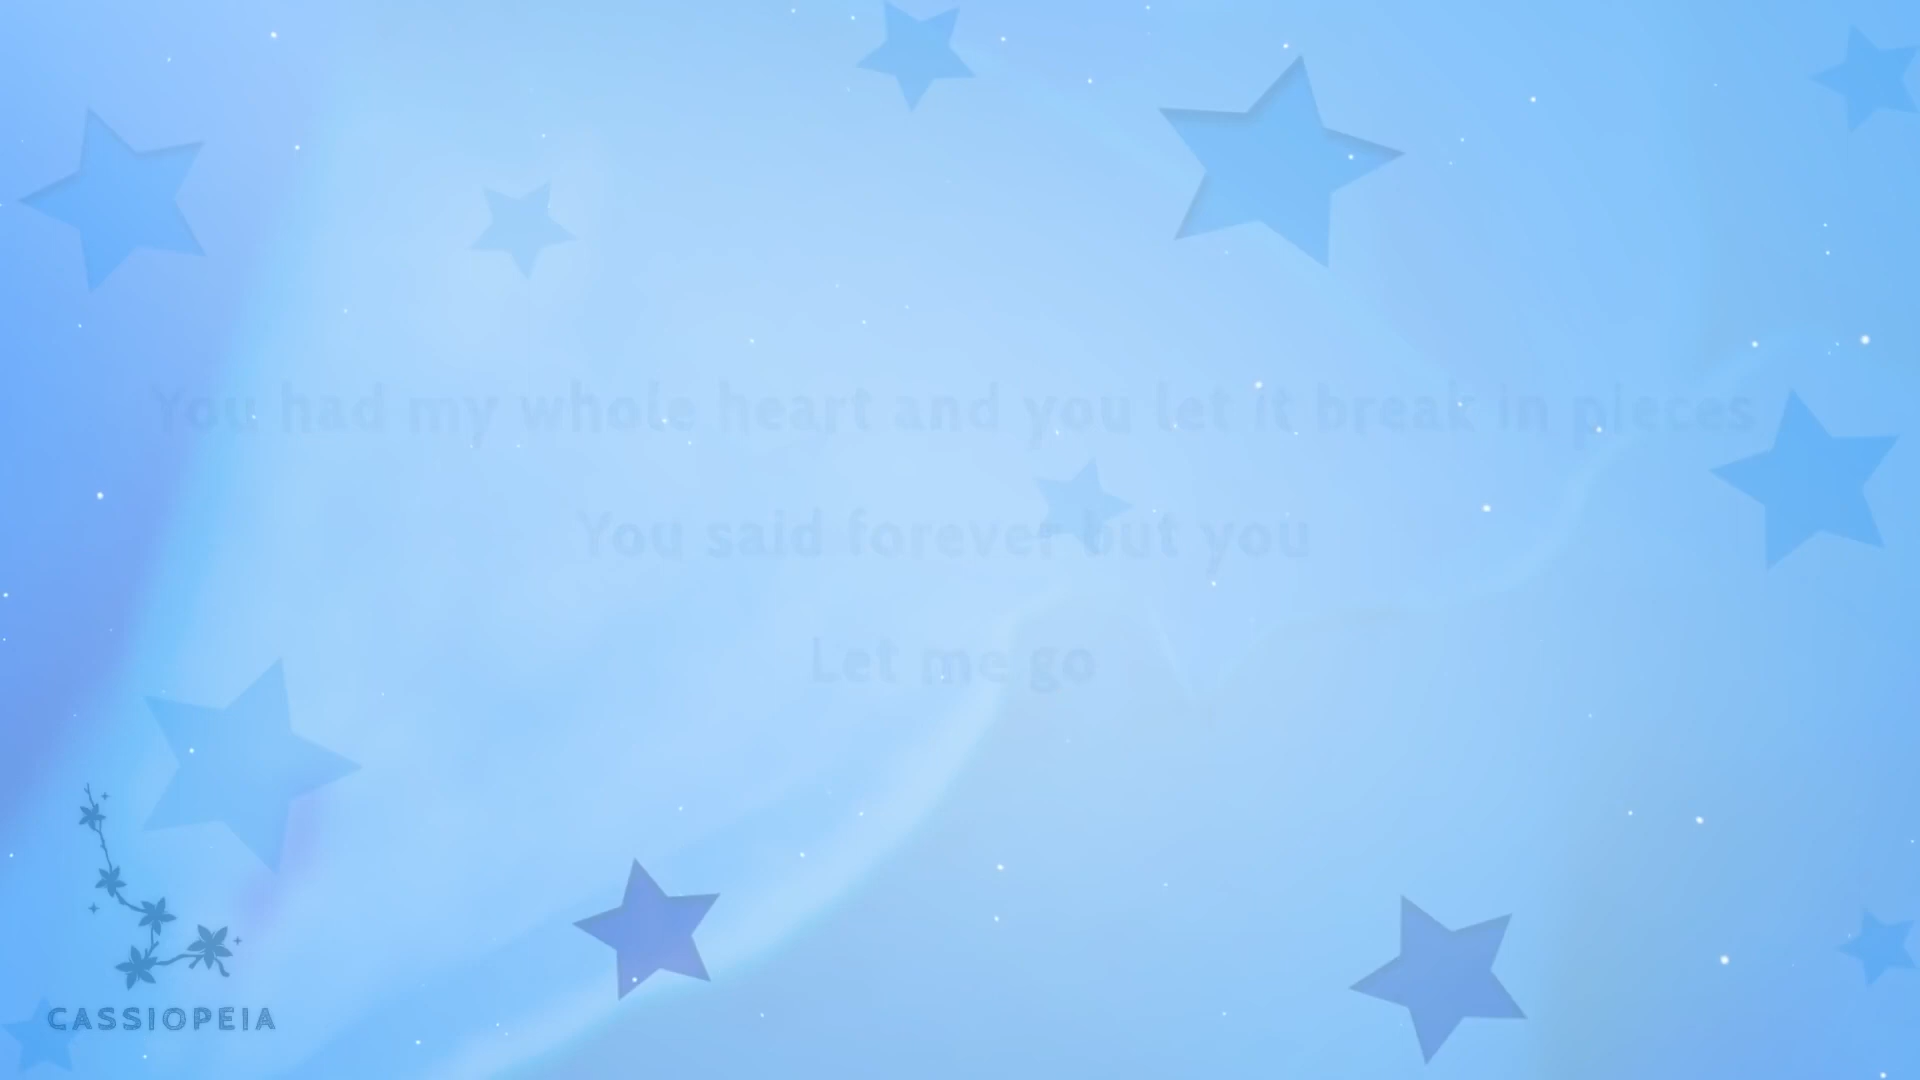 You had my whole heart and you let it break in pieces
You said forever but you
Let me go
CASSIOPEIA